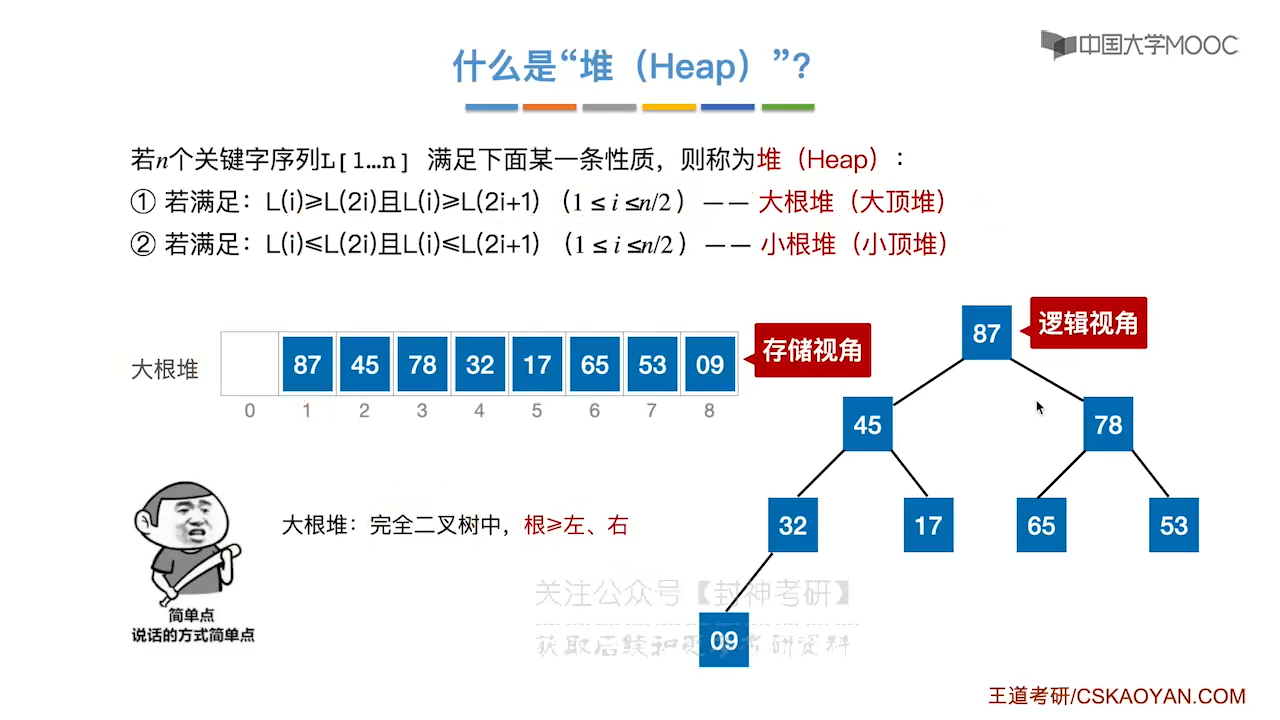 中国大学MOOC
什么是“堆（Heap）”?
若n个关键字序列L[1…n] 满足下面某一条性质，则称为堆（Heap）：
① 若满足：L(i)≥L(2i)且L(i)≥L(2i+1) （1 ≤ i ≤n/2 ）—— 大根堆（大顶堆）
② 若满足：L(i)≤L(2i)且L(i)≤L(2i+1) （1 ≤ i ≤n/2 ）—— 小根堆（小顶堆）
大根堆
87 45 78 32 17 65 53 09
0 1 2 3 4 5 6 7 8
存储视角
逻辑视角
87
45 78
32 17 65 53
09
大根堆：完全二叉树中，根≥左、右
简单点
说话的方式简单点
关注公众号【封神考研】
获取后续和更多考研资料
王道考研/CSKAOYAN.COM